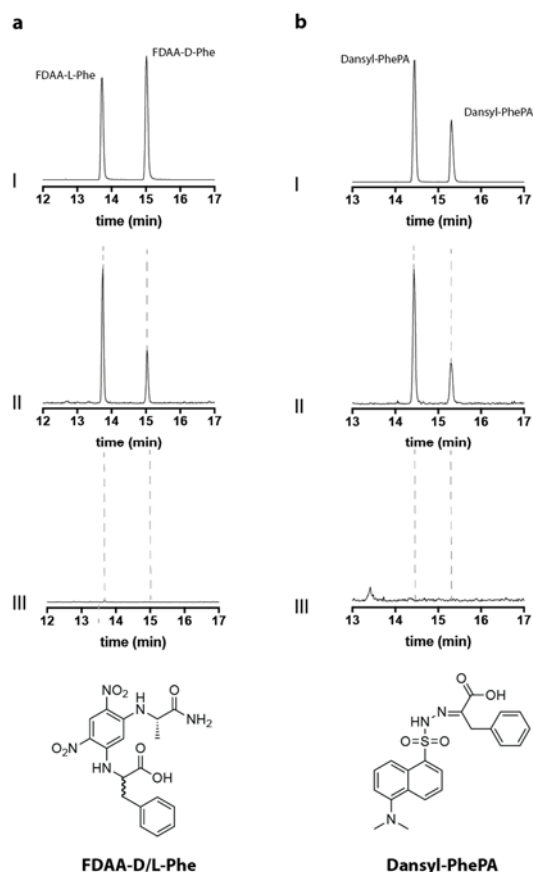 a
b
FDAA-L-Phe
FDAA-D-Phe
Dansyl-PhePA
Dansyl-PhePA
I
12 13 14 15 16 17
time (min)
I
13 14 15 16 17
time (min)
II
12 13 14 15 16 17
time (min)
II
13 14 15 16 17
time (min)
III
12 13 14 15 16 17
time (min)
III
13 14 15 16 17
time (min)
NO₂
H
N
O
NH₂
NO₂
HN
O
OH
O
OH
HN-N
O=S=O
N
FDAA-D/L-Phe
Dansyl-PhePA